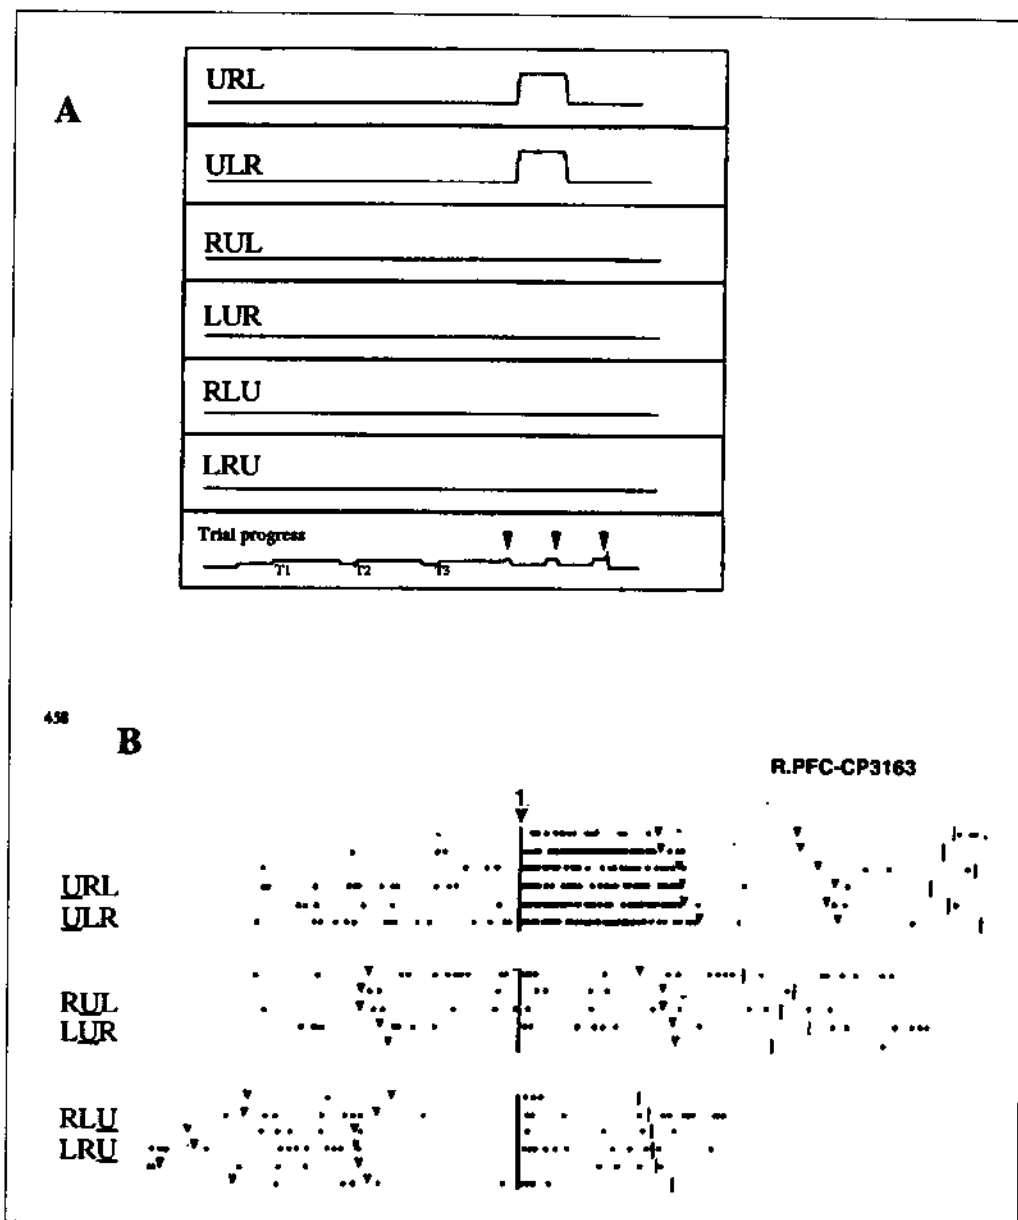 A
URL
ULR
RUL
LUR
RLU
LRU
Trial progress
T1 T2 T3
458
B
R.PFC-CP3163
1
URL
ULR
RUL
LUR
RLU
LRU